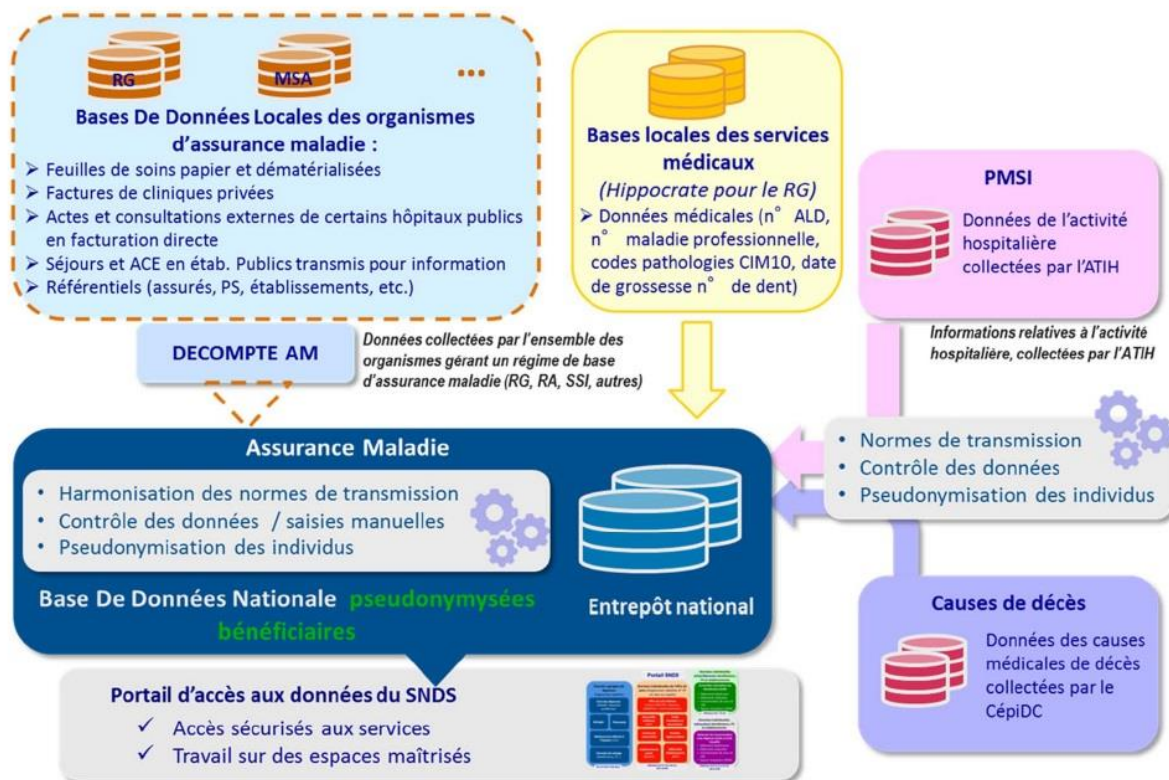 RG
MSA
...
Bases De Données Locales des organismes
d'assurance maladie :
➢ Feuilles de soins papier et dématérialisées
➢ Factures de cliniques privées
➢ Actes et consultations externes de certains hôpitaux publics
en facturation directe
➢ Séjours et ACE en étab. Publics transmis pour information
➢ Référentiels (assurés, PS, établissements, etc.)
Bases locales des services
médicaux
(Hippocrate pour le RG)
➢ Données médicales (n° ALD,
n° maladie professionnelle,
codes pathologies CIM10, date
de grossesse n° de dent)
PMSI
Données de l'activité
hospitalière
collectées par l'ATIH
DECOMPTE AM
Données collectées par l'ensemble des
organismes gérant un régime de base
d'assurance maladie (RG, RA, SSI, autres)
Informations relatives à l'activité
hospitalière, collectées par l'ATIH
Assurance Maladie
• Harmonisation des normes de transmission
• Contrôle des données / saisies manuelles
• Pseudonymisation des individus
Base De Données Nationale pseudonymysées
bénéficiaires
Entrepôt national
• Normes de transmission
• Contrôle des données
• Pseudonymisation des individus
Causes de décès
Données des causes
médicales de décès
collectées par le
CépiDC
Portail d'accès aux données du SNDS
✓ Accès sécurisés aux services
✓ Travail sur des espaces maîtrisés
Portail SNDS